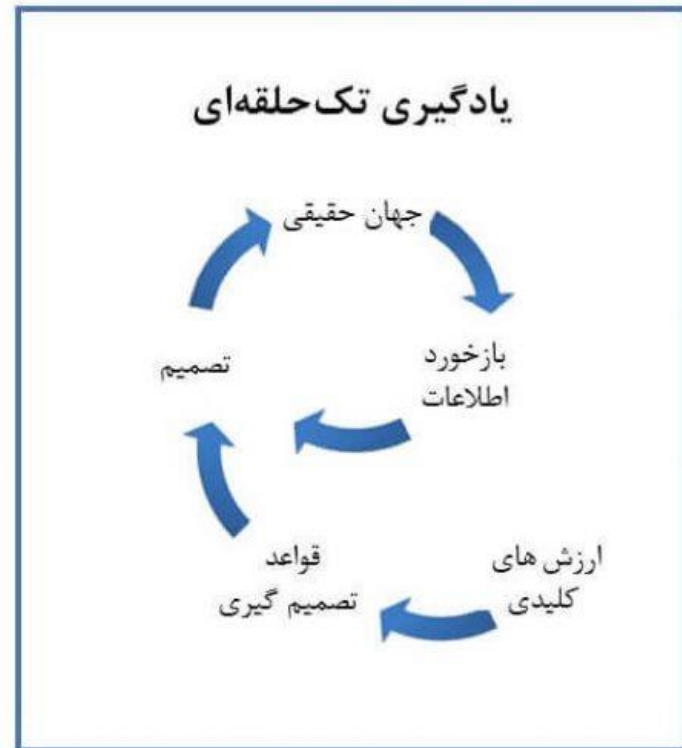 یادگیری تک‌حلقه‌ای
جهان حقیقی
بازخورد
اطلاعات
تصمیم
ارزش های
کلیدی
قواعد
تصمیم گیری